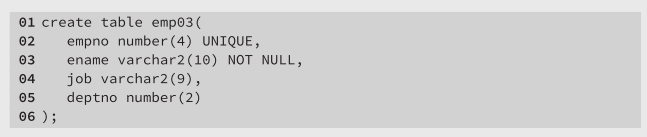 01 create table emp03(
02 empno number(4) UNIQUE,
03 ename varchar2(10) NOT NULL,
04 job varchar2(9),
05 deptno number(2)
06 );